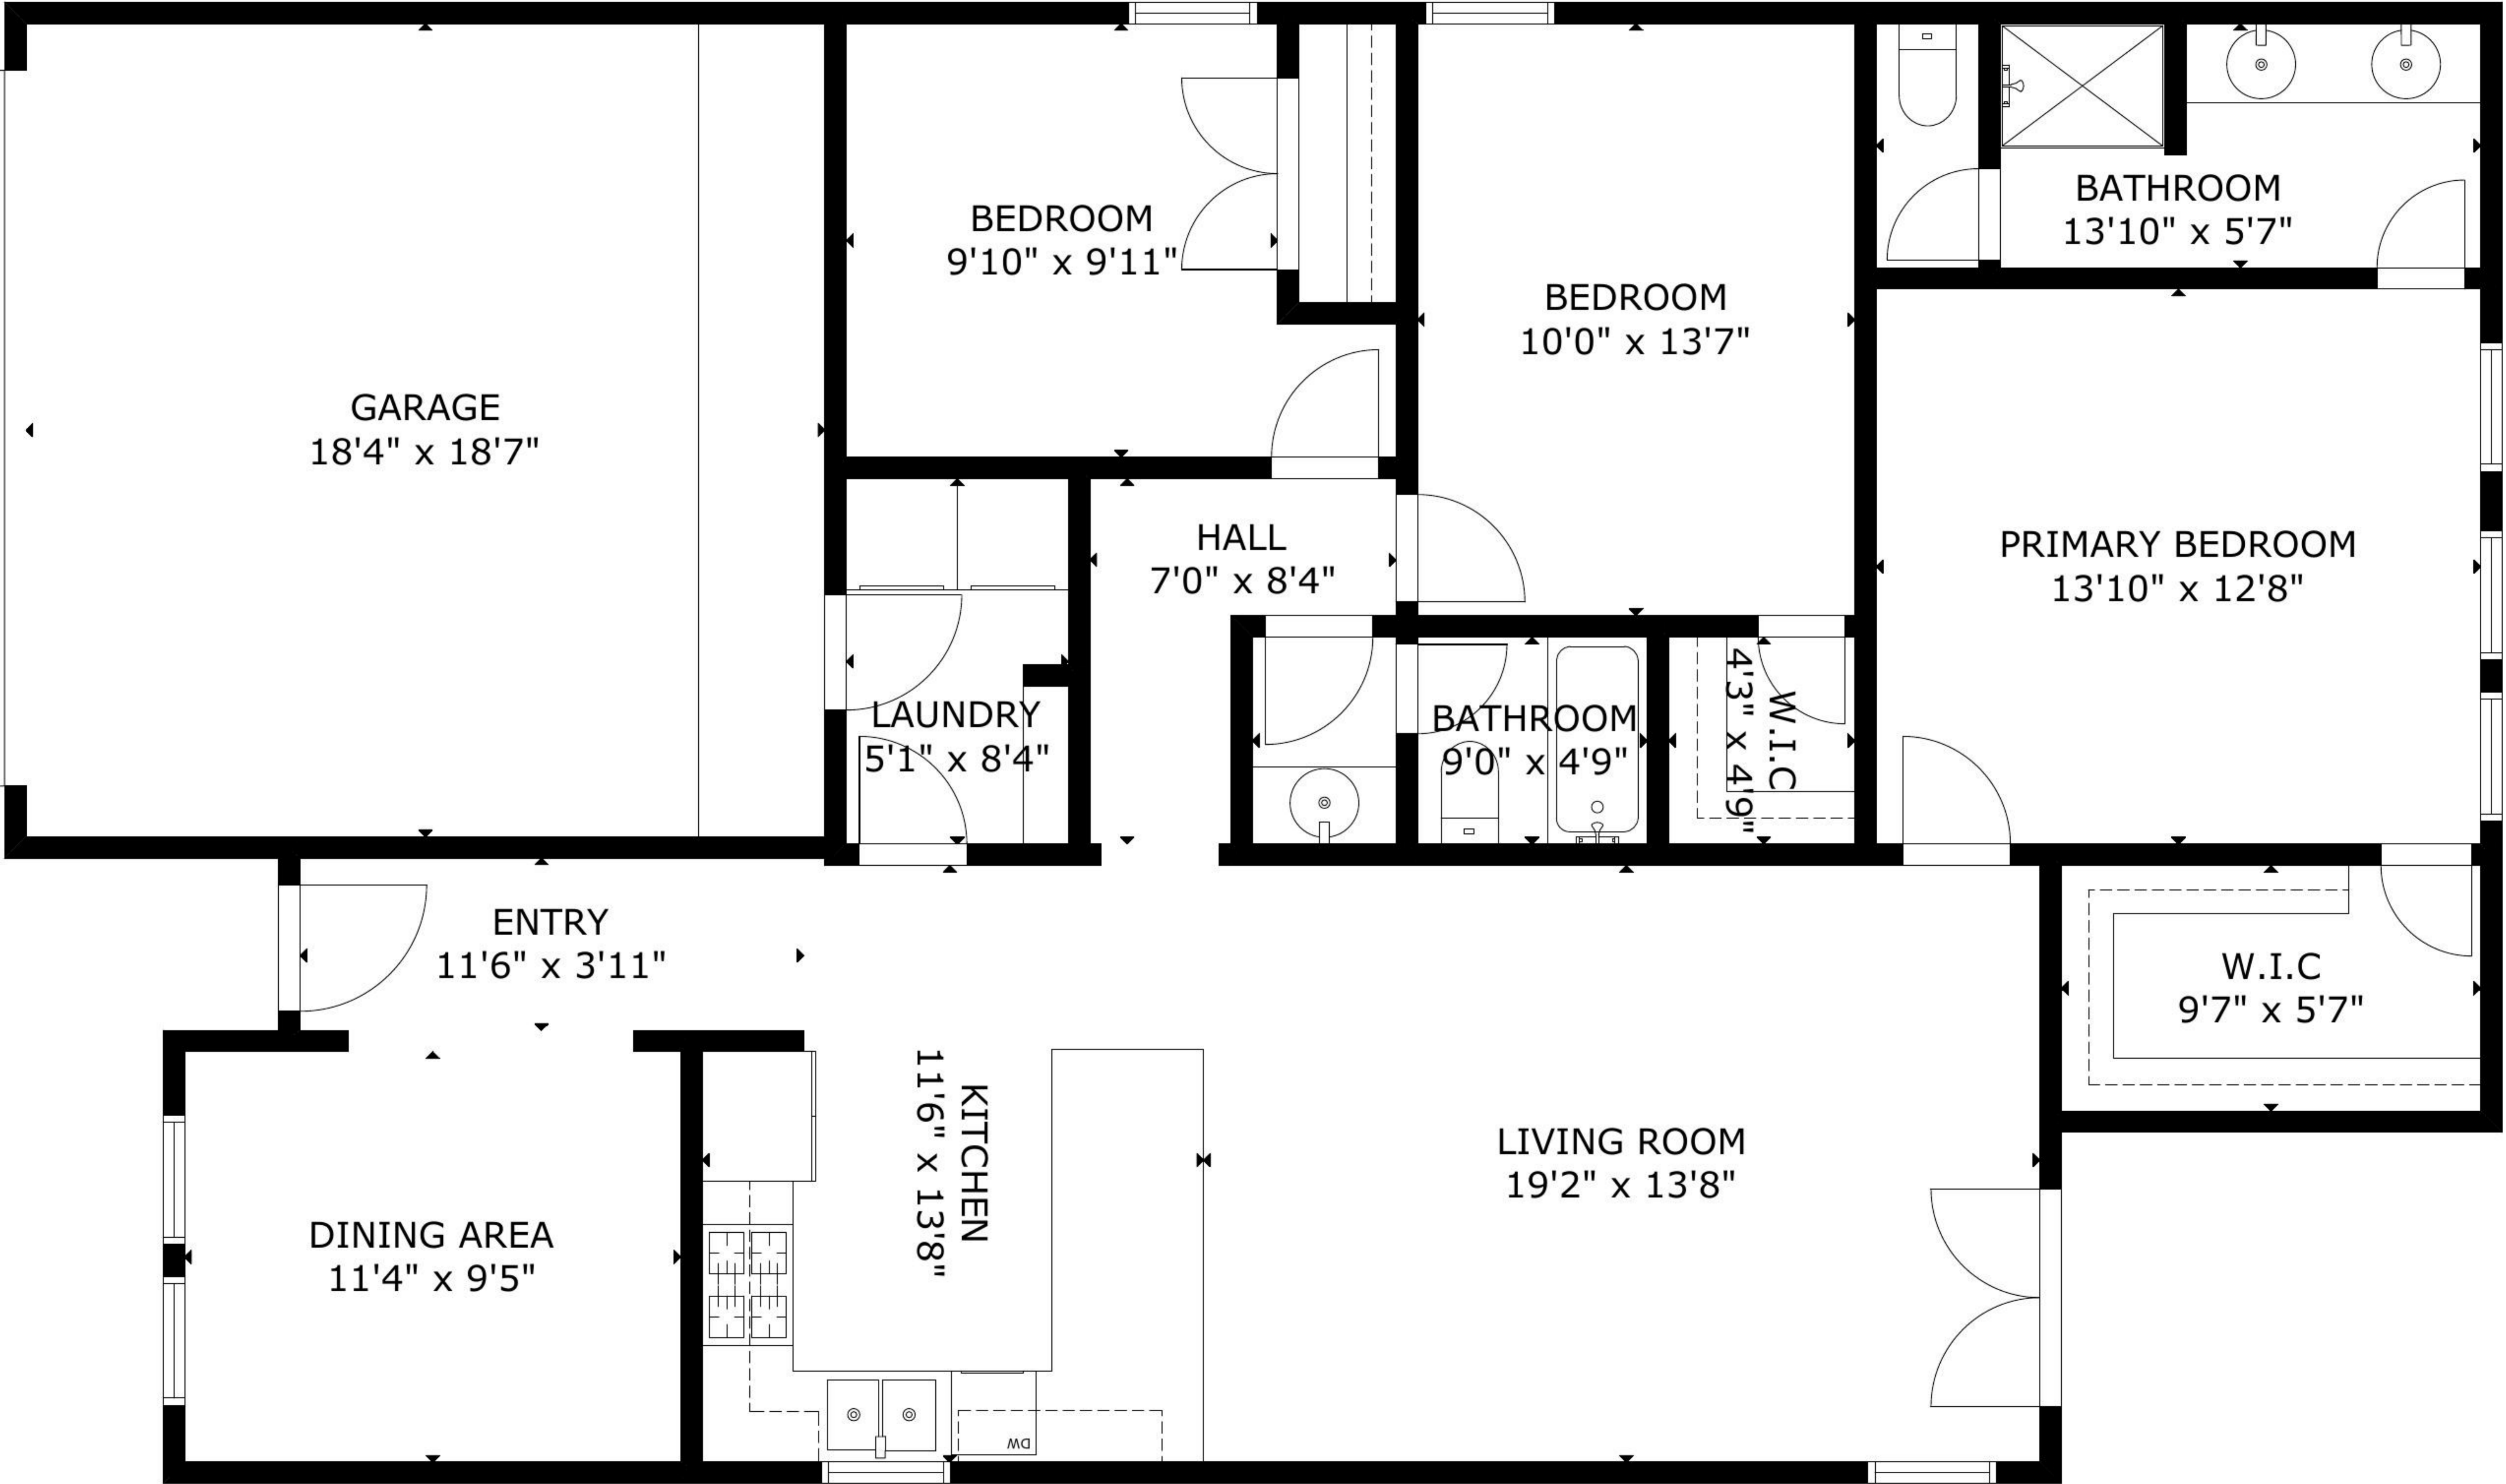 BEDROOM
9'10" x 9'11"
BATHROOM
13'10" x 5'7"
BEDROOM
10'0" x 13'7"
GARAGE
18'4" x 18'7"
HALL
7'0" x 8'4"
PRIMARY BEDROOM
13'10" x 12'8"
LAUNDRY
5'1" x 8'4"
BATHROOM
9'0" x 4'9"
W.I.C
4'3" x 4'9"
ENTRY
11'6" x 3'11"
W.I.C
9'7" x 5'7"
KITCHEN
11'6" x 13'8"
LIVING ROOM
19'2" x 13'8"
DINING AREA
11'4" x 9'5"
DW